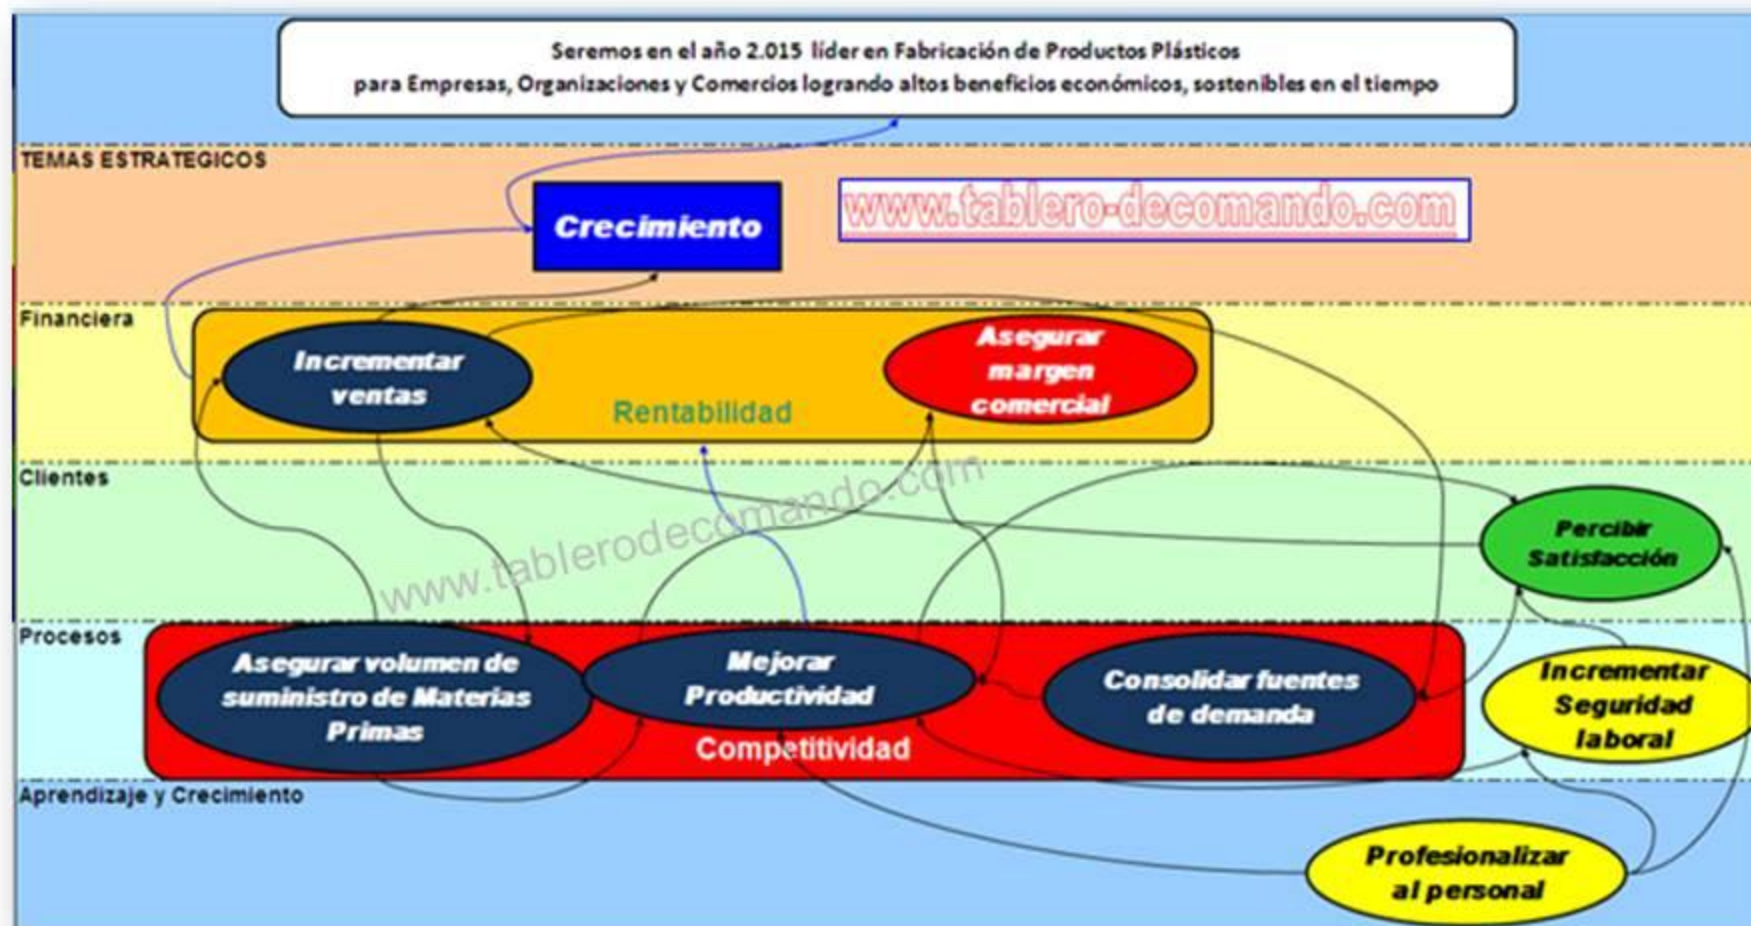 Seremos en el año 2.015 líder en Fabricación de Productos Plásticos
para Empresas, Organizaciones y Comercios logrando altos beneficios económicos, sostenibles en el tiempo
TEMAS ESTRATEGICOS
Crecimiento
www.tablero-decomando.com
Financiera
Incrementar
ventas
Rentabilidad
Asegurar
margen
comercial
Clientes
www.tablerodecomando.com
Percibir
Satisfacción
Procesos
Asegurar volumen de
suministro de Materias
Primas
Mejorar
Productividad
Competitividad
Consolidar fuentes
de demanda
Incrementar
Seguridad
laboral
Aprendizaje y Crecimiento
Profesionalizar
al personal